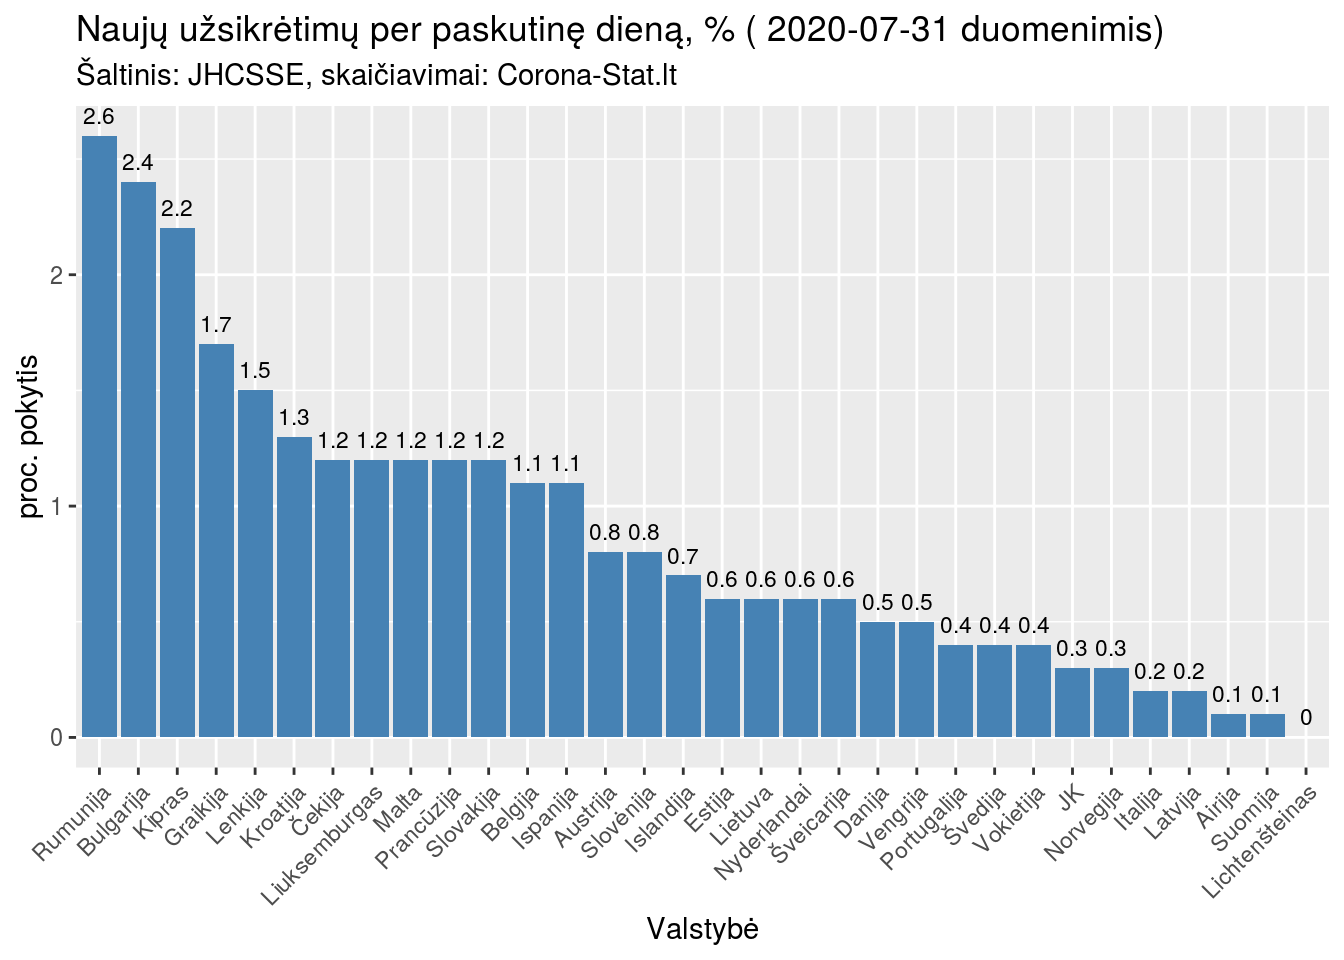 Naujų užsikrėtimų per paskutinę dieną, % ( 2020-07-31 duomenimis)
Šaltinis: JHCSSE, skaičiavimai: Corona-Stat.lt
proc. pokytis
2
1
0
2.6
2.4
2.2
1.7
1.5
1.3
1.2
1.2
1.2
1.2
1.2
1.1
1.1
0.8
0.8
0.7
0.6
0.6
0.6
0.6
0.5
0.5
0.4
0.4
0.4
0.3
0.3
0.2
0.2
0.1
0.1
0
Rumunija
Bulgarija
Kipras
Graikija
Lenkija
Kroatija
Čekija
Liuksemburgas
Malta
Prancūzija
Slovakija
Belgija
Ispanija
Austrija
Slovėnija
Islandija
Estija
Lietuva
Nyderlandai
Šveicarija
Danija
Vengrija
Portugalija
Švedija
Vokietija
JK
Norvegija
Italija
Latvija
Airija
Suomija
Lichtenšteinas
Valstybė